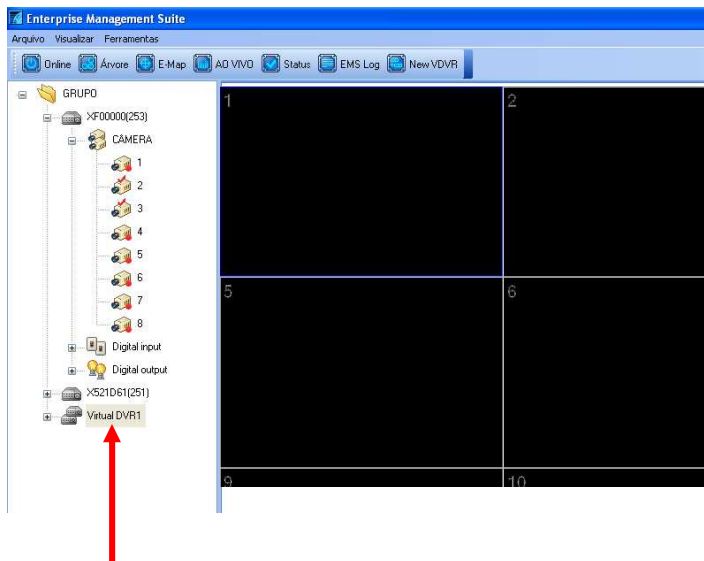 Enterprise Management Suite
Arquivo Visualizar Ferramentas
Online Árvore E-Map AO VIVO Status EMS Log New VDVR
GRUPO
XF00000(253)
CÂMERA
1
2
3
4
5
6
7
8
Digital input
Digital output
X521D61(251)
Virtual DVR1
1 2
5 6
9 10